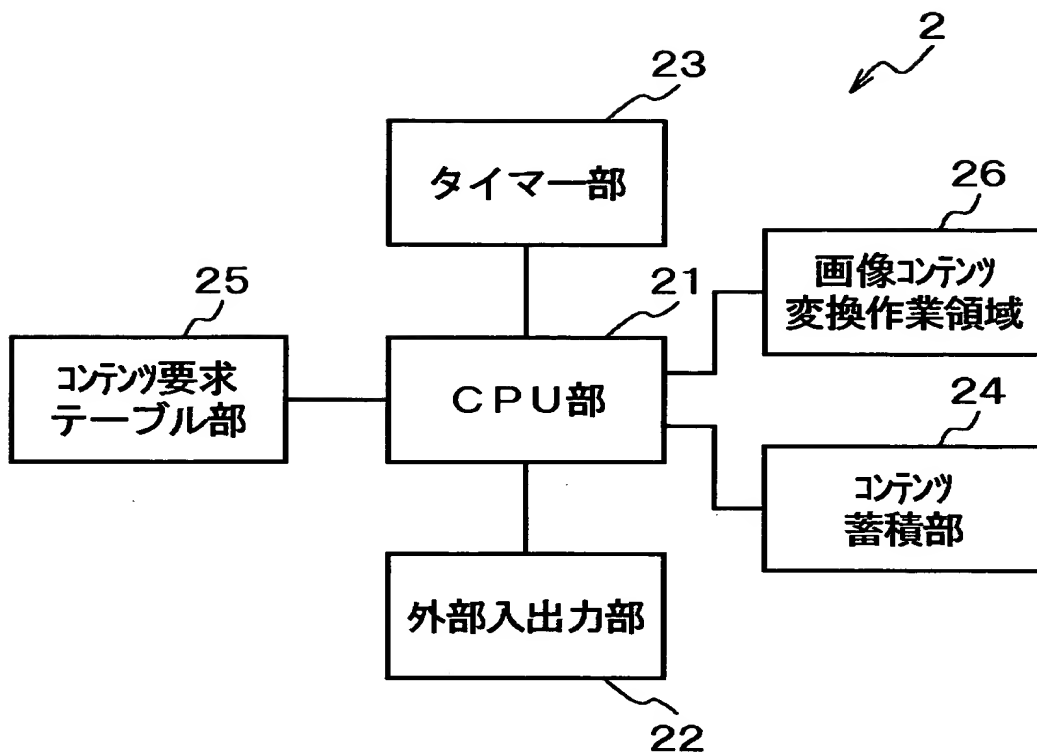 2
23
タイマー部
26
画像コンテンツ
変換作業領域
25
21
コンテンツ要求
テーブル部
CPU部
24
コンテンツ
蓄積部
外部入出力部
22